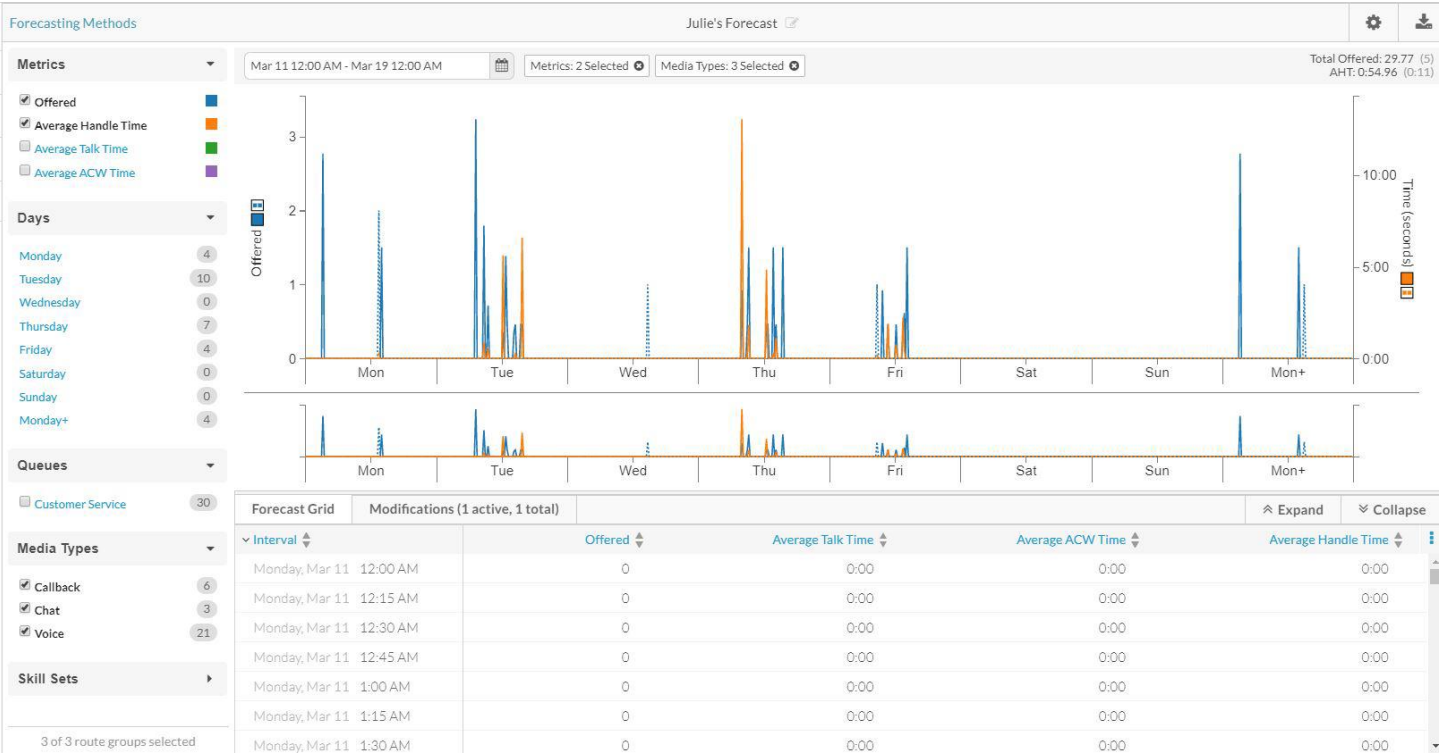 Forecasting Methods
Julie's Forecast
Metrics
Offered
Average Handle Time
Average Talk Time
Average ACW Time
Days
Monday 4
Tuesday 10
Wednesday 0
Thursday 7
Friday 4
Saturday 0
Sunday 0
Monday+ 4
Queues
Customer Service 30
Media Types
Callback 6
Chat 3
Voice 21
Skill Sets
3 of 3 route groups selected
Mar 11 12:00 AM - Mar 19 12:00 AM
Metrics: 2 Selected
Media Types: 3 Selected
Total Offered: 29.77 (5)
AHT: 0:54.96 (0:11)
Offered
3
2
1
0
10:00
5:00
0:00
Time (seconds)
Mon Tue Wed Thu Fri Sat Sun Mon+
Mon Tue Wed Thu Fri Sat Sun Mon+
Forecast Grid Modifications (1 active, 1 total) Expand Collapse
Interval Offered Average Talk Time Average ACW Time Average Handle Time
Monday, Mar 11 12:00 AM 0 0:00 0:00 0:00
Monday, Mar 11 12:15 AM 0 0:00 0:00 0:00
Monday, Mar 11 12:30 AM 0 0:00 0:00 0:00
Monday, Mar 11 12:45 AM 0 0:00 0:00 0:00
Monday, Mar 11 1:00 AM 0 0:00 0:00 0:00
Monday, Mar 11 1:15 AM 0 0:00 0:00 0:00
Monday, Mar 11 1:30 AM 0 0:00 0:00 0:00